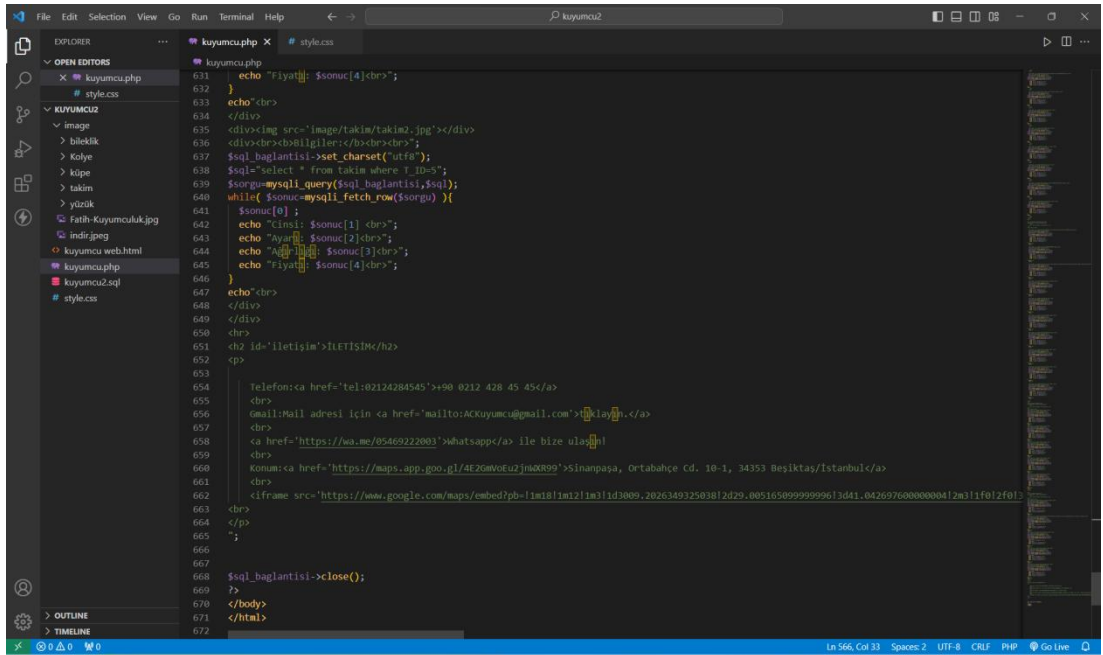 File Edit Selection View Go Run Terminal Help
kuyumcu2
EXPLORER
kuyumcu.php
# style.css
OPEN EDITORS
kuyumcu.php
# style.css
KUYUMCU2
image
bileklik
Kolye
küpe
takim
yüzük
Fatih-Kuyumculuk.jpg
indir.jpeg
kuyumcu web.html
kuyumcu.php
kuyumcu2.sql
# style.css
OUTLINE
TIMELINE
kuyumcu.php
631 echo "Fiyatı: $sonuc[4]<br>";
632 }
633 echo"<br>
634 </div>
635 <div><img src='image/takim/takim2.jpg'></div>
636 <div><br><b>Bilgiler:</b><br><br>";
637 $sql_baglantisi->set_charset("utf8");
638 $sql="select * from takim where T_ID=5";
639 $sorgu=mysqli_query($sql_baglantisi,$sql);
640 while( $sonuc=mysqli_fetch_row($sorgu) ){
641 $sonuc[0] ;
642 echo "Cinsi: $sonuc[1] <br>";
643 echo "Ayarı: $sonuc[2]<br>";
644 echo "Ağırlığı: $sonuc[3]<br>";
645 echo "Fiyatı: $sonuc[4]<br>";
646 }
647 echo"<br>
648 </div>
649 </div>
650 <hr>
651 <h2 id='iletişim'>İLETİŞİM</h2>
652 <p>
653
654 Telefon:<a href='tel:02124284545'>+90 0212 428 45 45</a>
655 <br>
656 Gmail:Mail adresi için <a href='mailto:ACKuyumcu@gmail.com'>tıklayın.</a>
657 <br>
658 <a href='https://wa.me/05469222003'>Whatsapp</a> ile bize ulaşın!
659 <br>
660 Konum:<a href='https://maps.app.goo.gl/4E2GmVoEu2jnWXR99'>Sinanpaşa, Ortabahçe Cd. 10-1, 34353 Beşiktaş/İstanbul</a>
661 <br>
662 <iframe src='https://www.google.com/maps/embed?pb=!1m18!1m12!1m3!1d3009.2026349325038!2d29.005165099999996!3d41.042697600000004!2m3!1f0!2f0!3
663 <br>
664 </p>
665 ";
666
667
668 $sql_baglantisi->close();
669 ?>
670 </body>
671 </html>
672
0 0 0
Ln 566, Col 33 Spaces: 2 UTF-8 CRLF PHP Go Live